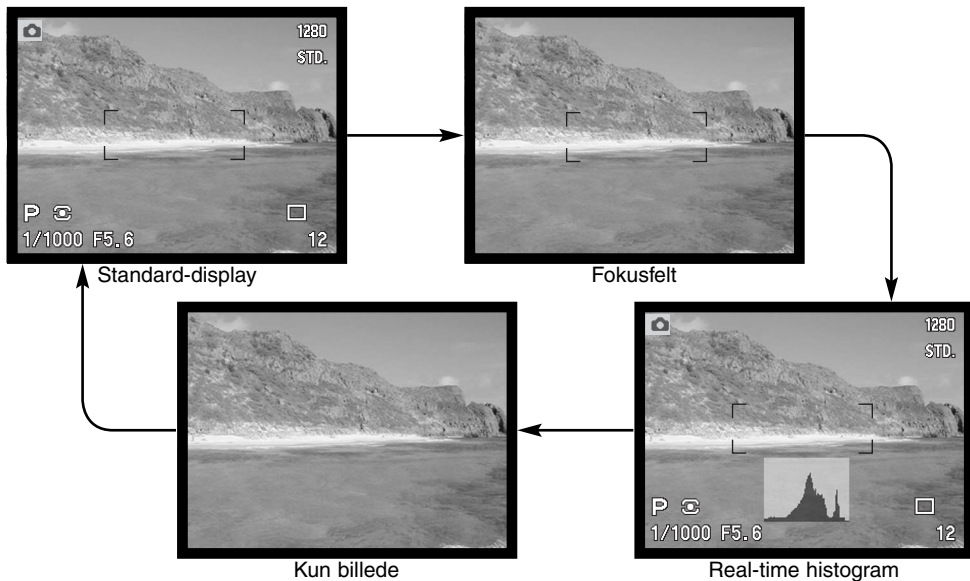 1280
STD.
P
1/1000 F5.6
12
Standard-display
Fokusfelt
1280
STD.
P
1/1000 F5.6
12
Kun billede
Real-time histogram